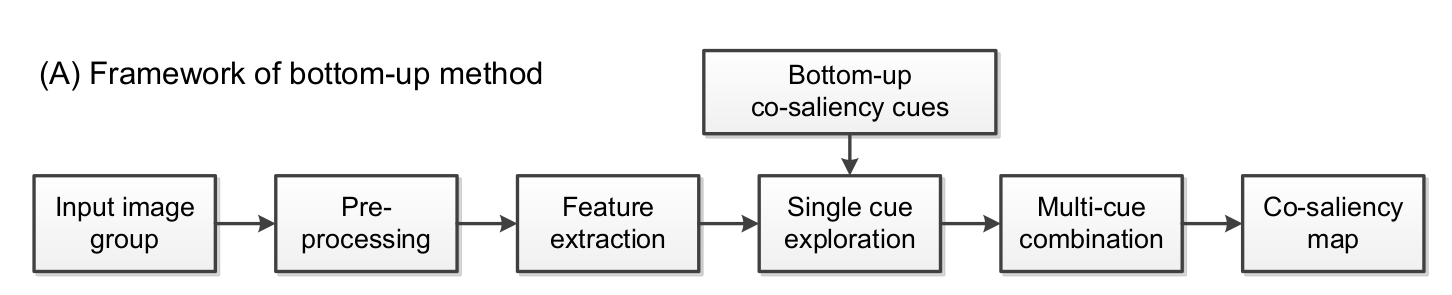 (A) Framework of bottom-up method
Bottom-up
co-saliency cues
Input image
group
Pre-
processing
Feature
extraction
Single cue
exploration
Multi-cue
combination
Co-saliency
map